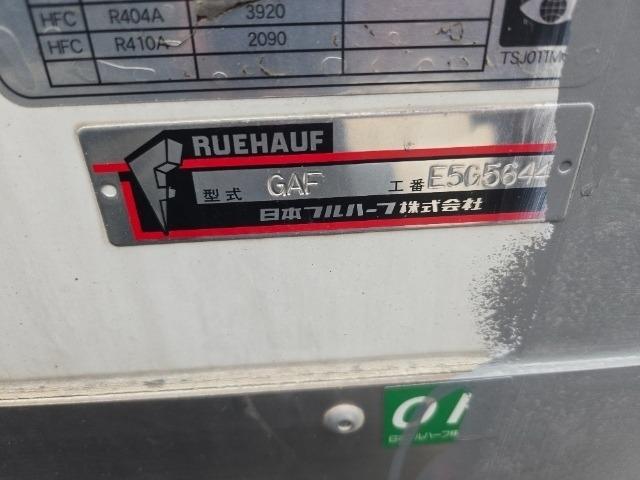 HFC R404A 3920
HFC R410A 2090
TSJ01TM
RUEHAUF
型式 GAF 工番 E5G5644
日本フルハーフ株式会社